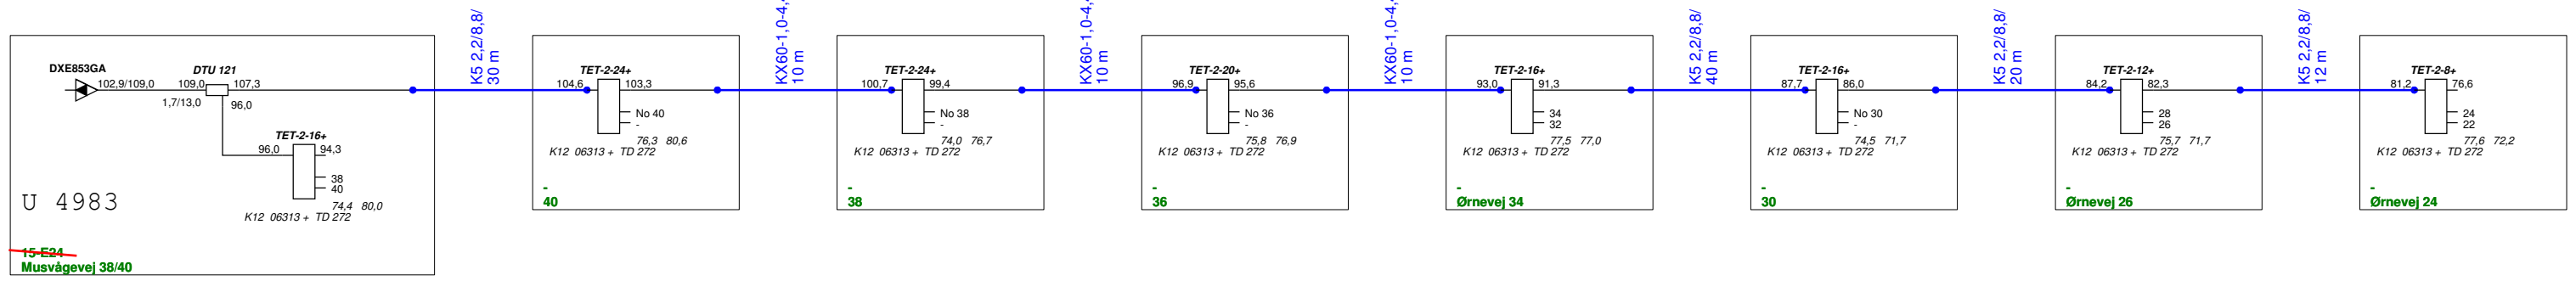 DXE853GA
102,9/109,0
DTU 121
109,0
107,3
1,7/13,0
96,0
TET-2-16+
96,0
94,3
38
40
74,4 80,0
K12 06313 + TD 272
U 4983
15-E24
Musvågevej 38/40
K5 2,2/8,8/
30 m
TET-2-24+
104,6
103,3
No 40
-
76,3 80,6
K12 06313 + TD 272
-
40
KX60-1,0-4,
10 m
TET-2-24+
100,7
99,4
No 38
-
74,0 76,7
K12 06313 + TD 272
-
38
KX60-1,0-4,
10 m
TET-2-20+
96,9
95,6
No 36
-
75,8 76,9
K12 06313 + TD 272
-
36
KX60-1,0-4,
10 m
TET-2-16+
93,0
91,3
34
32
77,5 77,0
K12 06313 + TD 272
-
Ørnevej 34
K5 2,2/8,8/
40 m
TET-2-16+
87,7
86,0
No 30
-
74,5 71,7
K12 06313 + TD 272
-
30
K5 2,2/8,8/
20 m
TET-2-12+
84,2
82,3
28
26
75,7 71,7
K12 06313 + TD 272
-
Ørnevej 26
K5 2,2/8,8/
12 m
TET-2-8+
81,2
76,6
24
22
77,6 72,2
K12 06313 + TD 272
-
Ørnevej 24